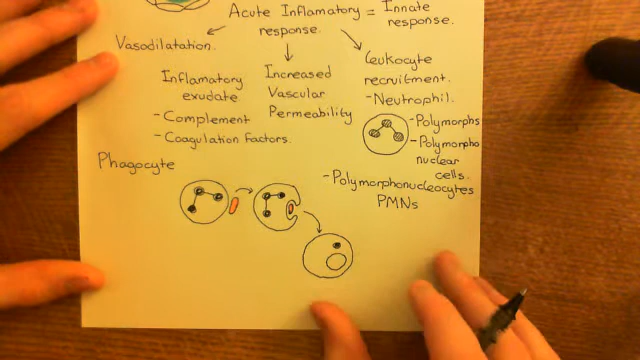 Acute Inflamatory = Innate
response. response.
Vasodilatation.
Inflamatory
exudate.
- Complement
- Coagulation Factors.
Increased
Vascular
Permeability
Leukocyte
recruitment.
- Neutrophil.
- Polymorphs
- Polymorpho
nuclear
cells.
- Polymorphonucleocytes
PMNs
Phagocyte